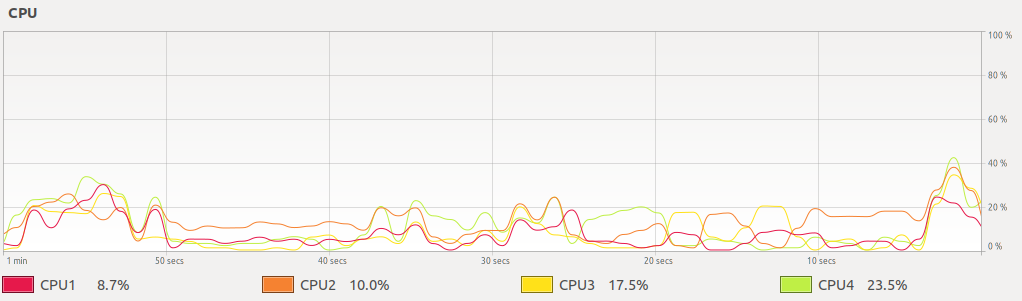 CPU
100 %
80 %
60 %
40 %
20 %
0 %
1 min 50 secs 40 secs 30 secs 20 secs 10 secs
CPU1 8.7% CPU2 10.0% CPU3 17.5% CPU4 23.5%